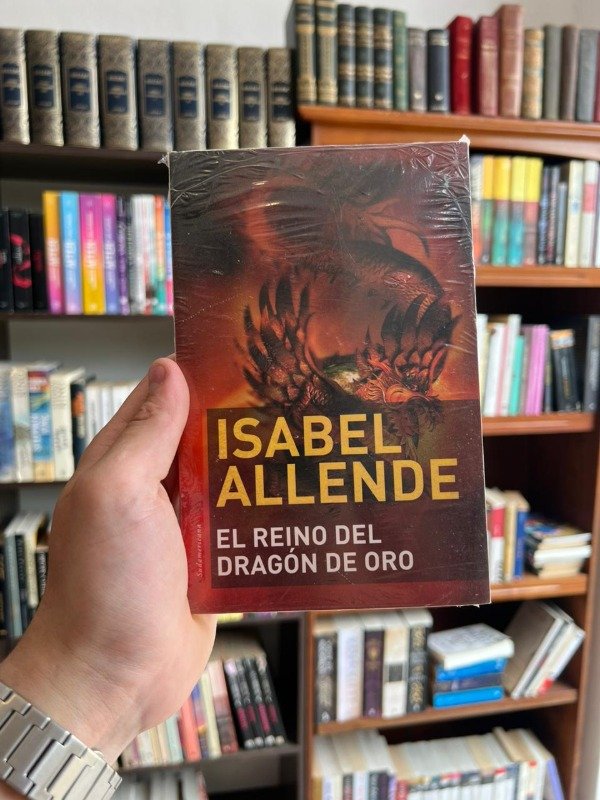 ISABEL
ALLENDE
EL REINO DEL
DRAGÓN DE ORO
Sudamericana